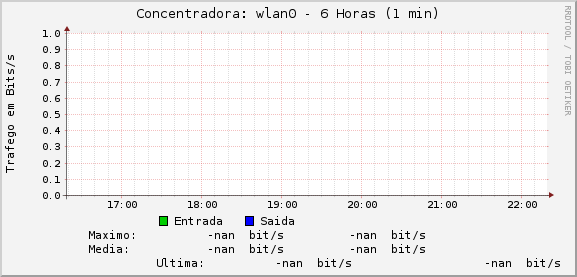 Concentradora: wlan0 - 6 Horas (1 min)
RRDTOOL / TOBI OETIKER
Trafego em Bits/s
1.0
0.9
0.8
0.7
0.6
0.5
0.4
0.3
0.2
0.1
0.0
17:00 18:00 19:00 20:00 21:00 22:00
Entrada Saida
Maximo: -nan bit/s -nan bit/s
Media: -nan bit/s -nan bit/s
Ultima: -nan bit/s -nan bit/s